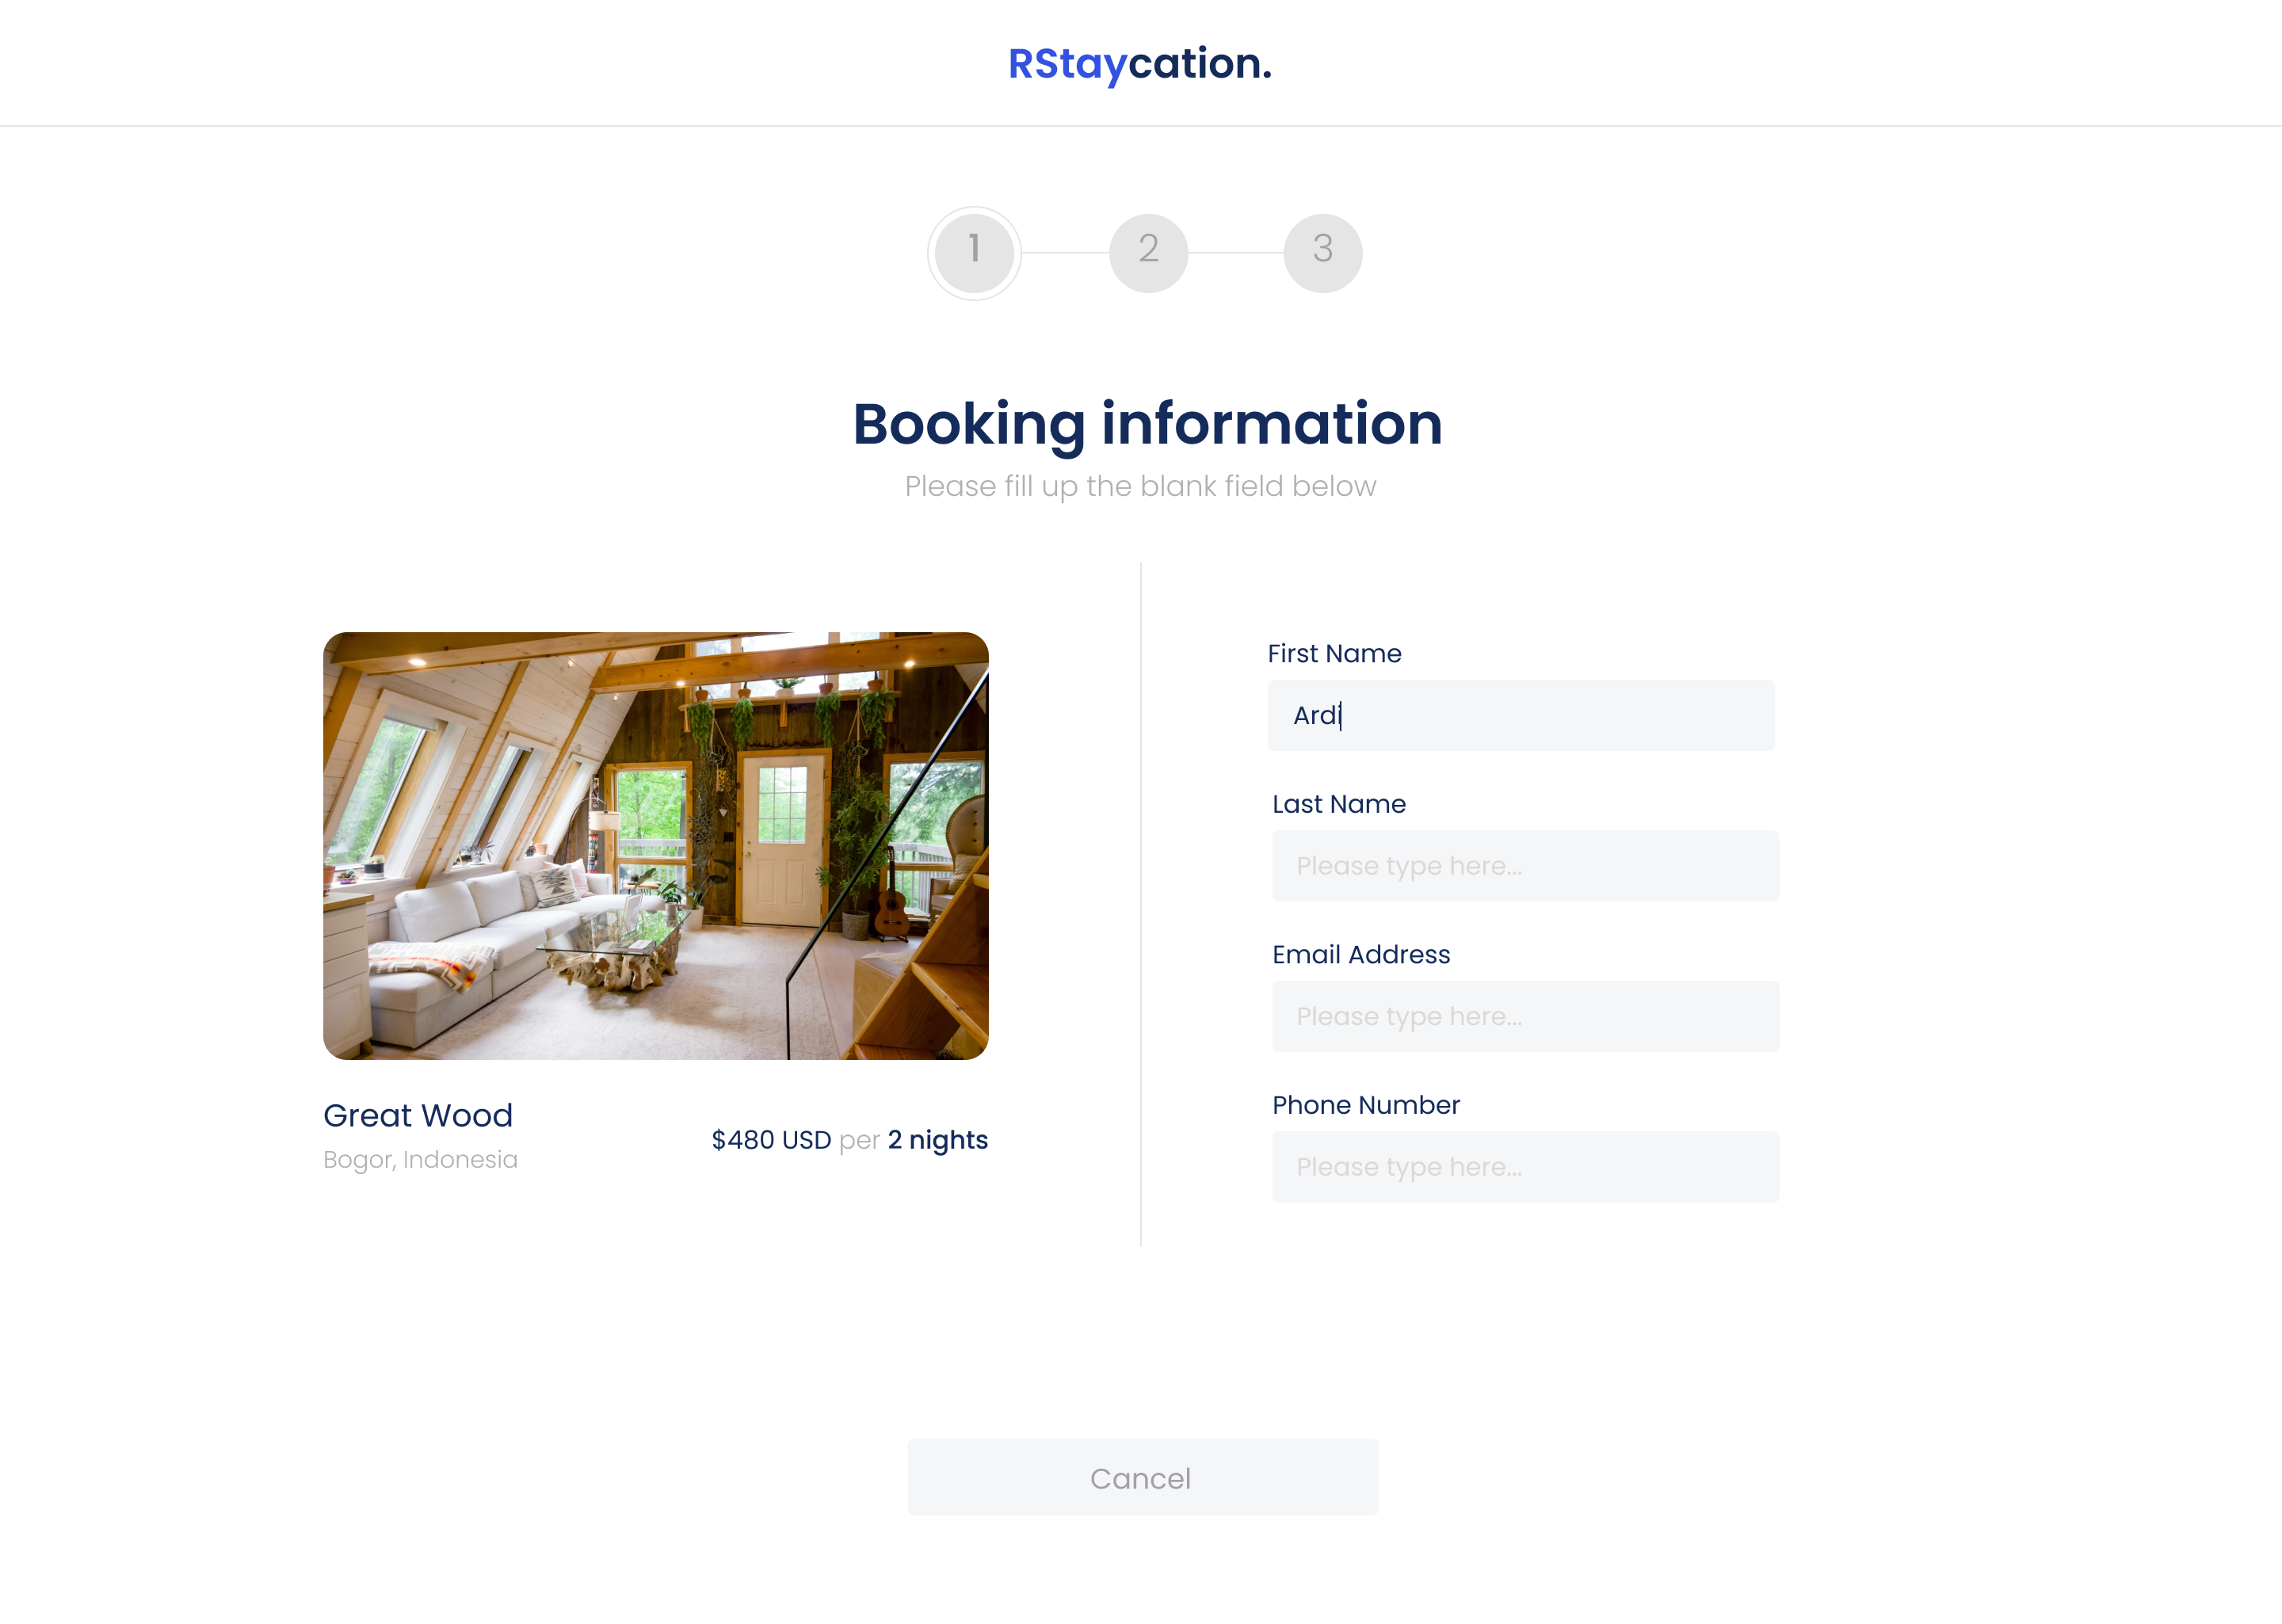 RStaycation.
1 2 3
Booking information
Please fill up the blank field below
Great Wood
Bogor, Indonesia
$480 USD per 2 nights
First Name
Ardi
Last Name
Please type here...
Email Address
Please type here...
Phone Number
Please type here...
Cancel